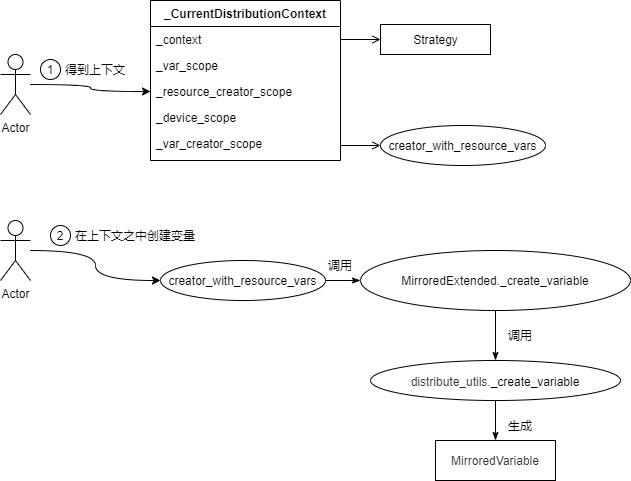 _CurrentDistributionContext
_context
Strategy
_var_scope
1 得到上下文
_resource_creator_scope
_device_scope
Actor
_var_creator_scope
creator_with_resource_vars
2 在上下文之中创建变量
Actor
creator_with_resource_vars
调用
MirroredExtended._create_variable
调用
distribute_utils._create_variable
生成
MirroredVariable